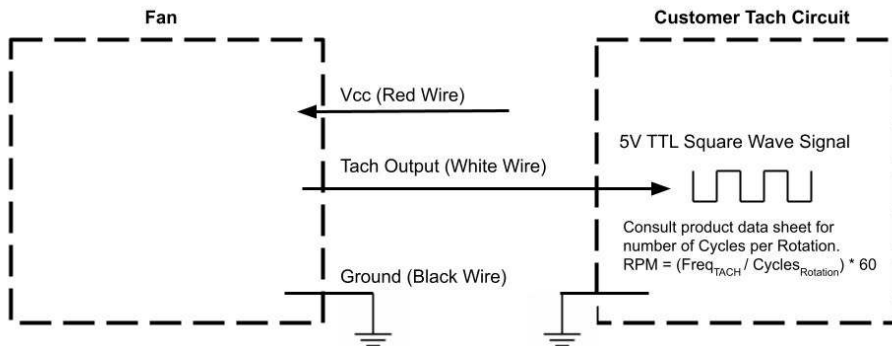 Fan
Customer Tach Circuit
Vcc (Red Wire)
5V TTL Square Wave Signal
Tach Output (White Wire)
Consult product data sheet for
number of Cycles per Rotation.
RPM = (FreqTACH / CyclesRotation) * 60
Ground (Black Wire)